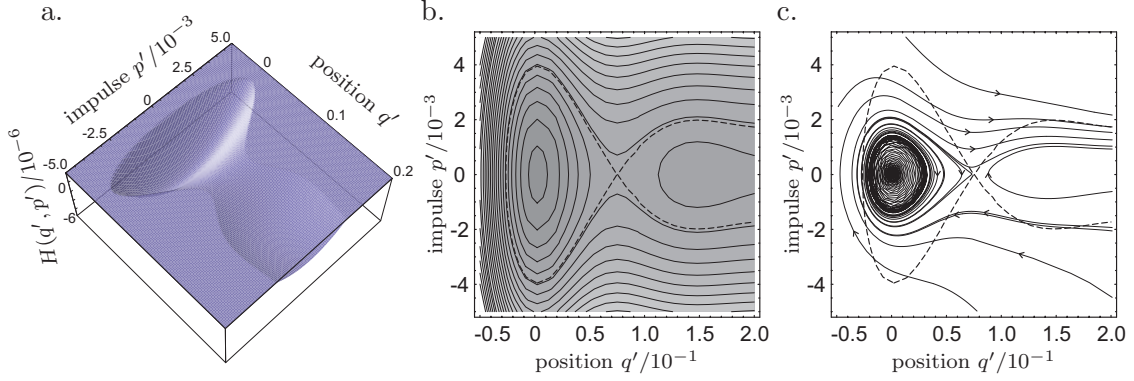 a.
impulse p′/10⁻³
5.0
2.5
0
-2.5
-5.0
position q′
0
0.1
0.2
H(q′, p′)/10⁻⁶
0
-6
b.
impulse p′/10⁻³
4
2
0
-2
-4
-0.5 0 0.5 1.0 1.5 2.0
position q′/10⁻¹
c.
impulse p′/10⁻³
4
2
0
-2
-4
-0.5 0 0.5 1.0 1.5 2.0
position q′/10⁻¹